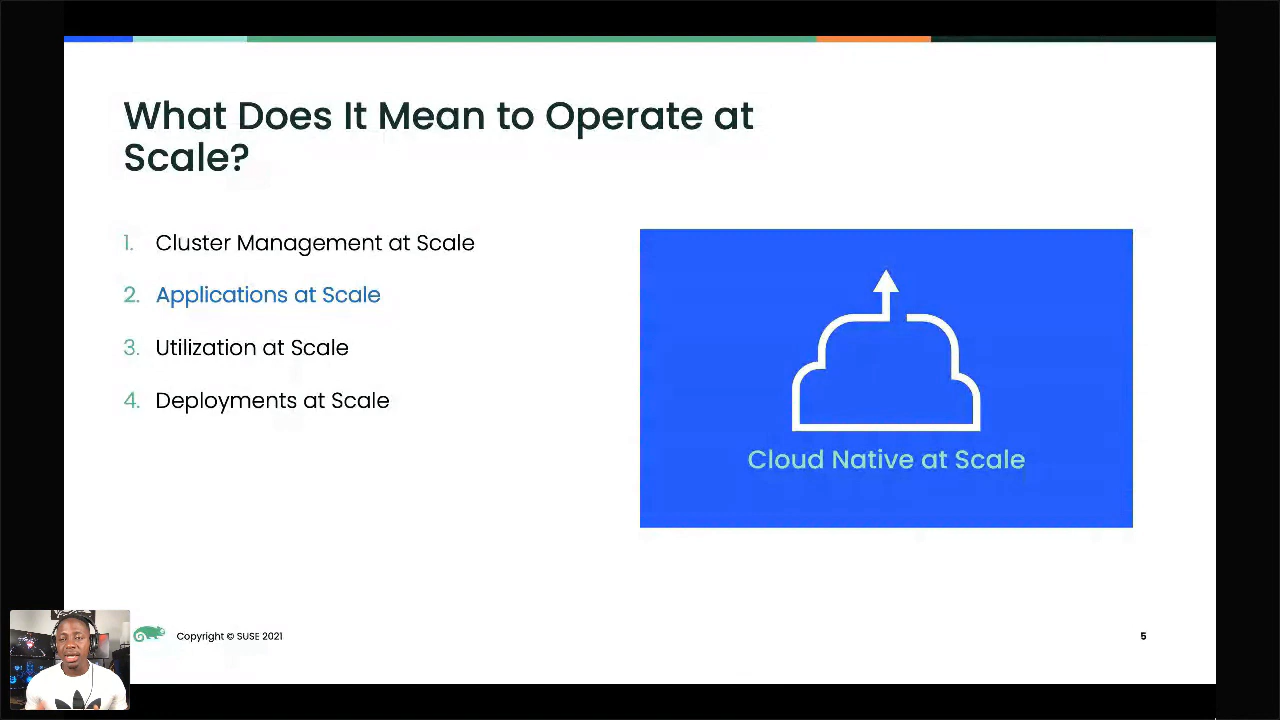 What Does It Mean to Operate at
Scale?
1. Cluster Management at Scale
2. Applications at Scale
3. Utilization at Scale
4. Deployments at Scale
Cloud Native at Scale
Copyright © SUSE 2021
5